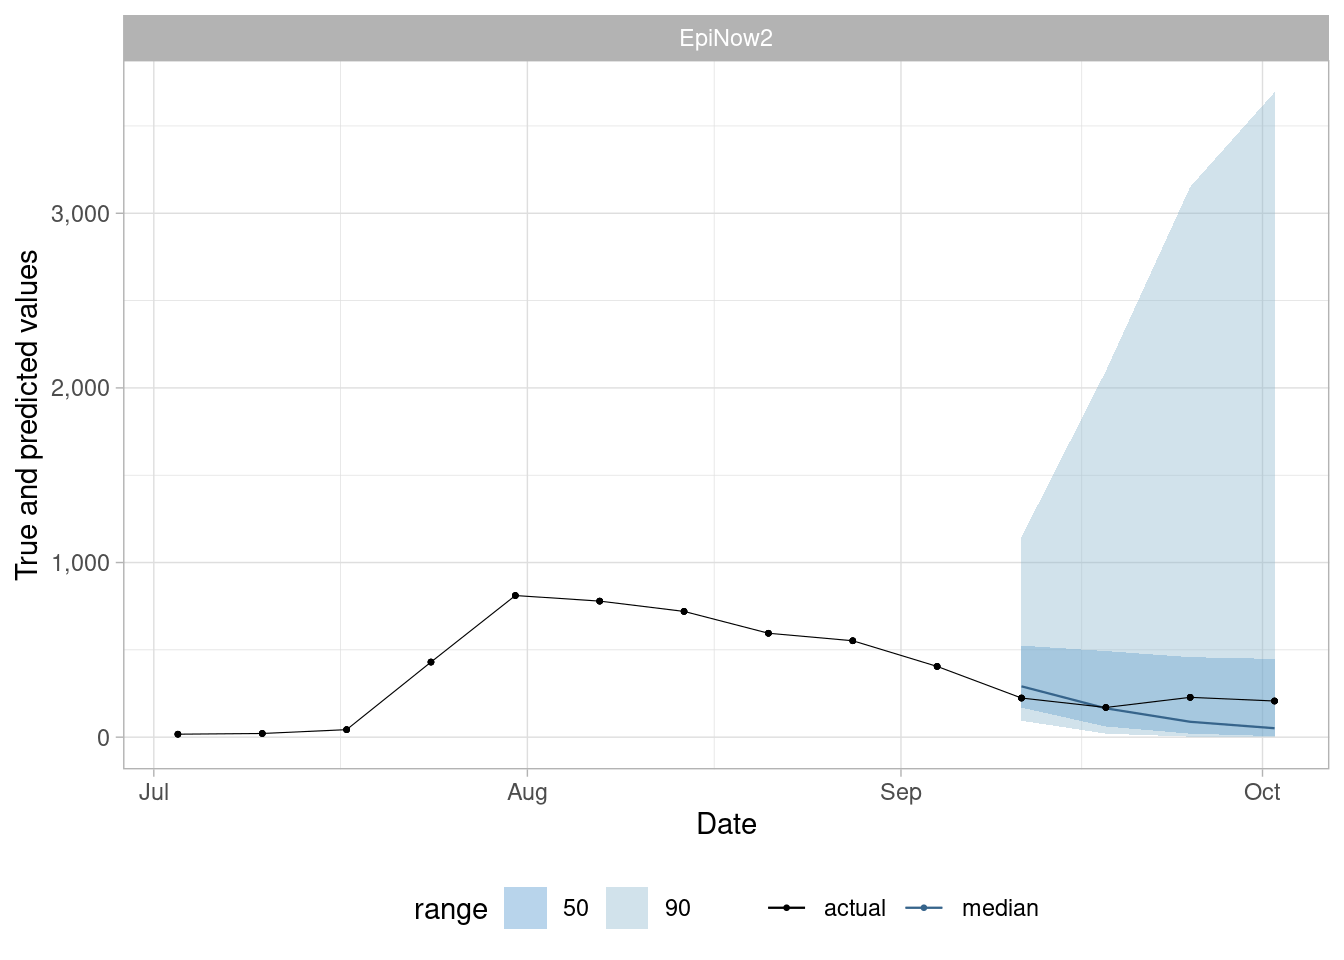 EpiNow2
True and predicted values
3,000
2,000
1,000
0
Jul
Aug
Sep
Oct
Date
range
50
90
actual
median